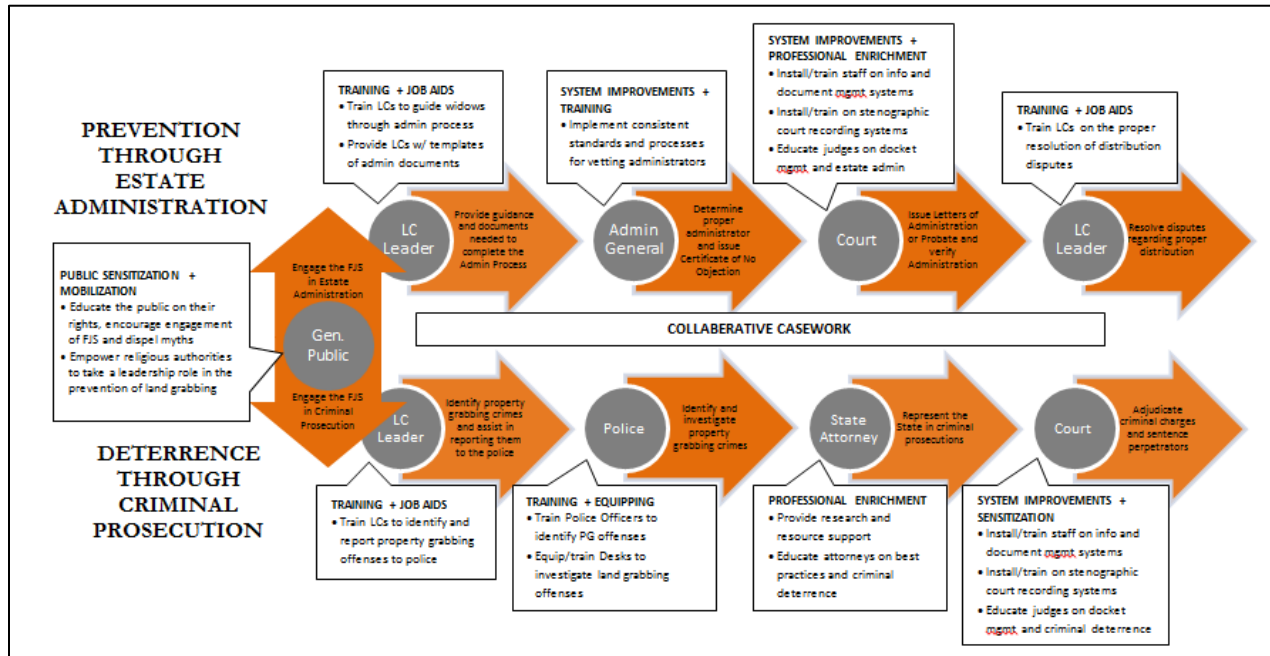 PREVENTION
THROUGH
ESTATE
ADMINISTRATION
TRAINING + JOB AIDS
• Train LCs to guide widows
through admin process
• Provide LCs w/ templates of
admin documents
SYSTEM IMPROVEMENTS +
TRAINING
• Implement consistent
standards and processes
for vetting administrators
SYSTEM IMPROVEMENTS +
PROFESSIONAL ENRICHMENT
• Install/train staff on info and
document mgmt systems
• Install/train on stenographic
court recording systems
• Educate judges on docket
mgmt, and estate admin
TRAINING + JOB AIDS
• Train LCs on the proper
resolution of distribution
disputes
LC
Leader
Provide guidance
and documents
needed to
complete the
Admin Process
Admin
General
Determine
proper
administrator
and issue
Certificate of No
Objection
Court
Issue Letters of
Administration
or Probate and
verify
Administration
LC
Leader
Resolve disputes
regarding proper
distribution
PUBLIC SENSITIZATION +
MOBILIZATION
• Educate the public on their
rights, encourage engagement
of FJS and dispel myths
• Empower religious authorities
to take a leadership role in the
prevention of land grabbing
Engage the FJS
in Estate
Administration
Gen.
Public
Engage the FJS
in Criminal
Prosecution
COLLABERATIVE CASEWORK
DETERRENCE
THROUGH
CRIMINAL
PROSECUTION
LC
Leader
Identify property
grabbing crimes
and assist in
reporting them
to the police
Police
Identify and
investigate
property
grabbing crimes
State
Attorney
Represent the
State in criminal
prosecutions
Court
Adjudicate
criminal charges
and sentence
perpetrators
TRAINING + JOB AIDS
• Train LCs to identify and
report property grabbing
offenses to police
TRAINING + EQUIPPING
• Train Police Officers to
identify PG offenses
• Equip/train Desks to
investigate land grabbing
offenses
PROFESSIONAL ENRICHMENT
• Provide research and
resource support
• Educate attorneys on best
practices and criminal
deterrence
SYSTEM IMPROVEMENTS +
SENSITIZATION
• Install/train staff on info and
document mgmt systems
• Install/train on stenographic
court recording systems
• Educate judges on docket
mgmt, and criminal deterrence